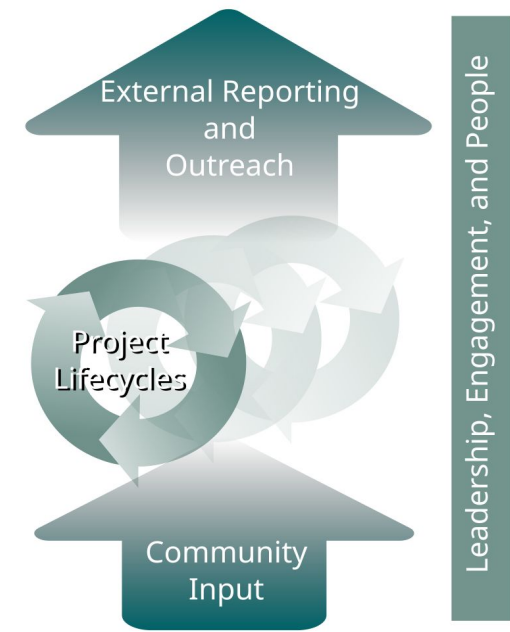 External Reporting
and
Outreach
Project
Lifecycles
Community
Input
Leadership, Engagement, and People